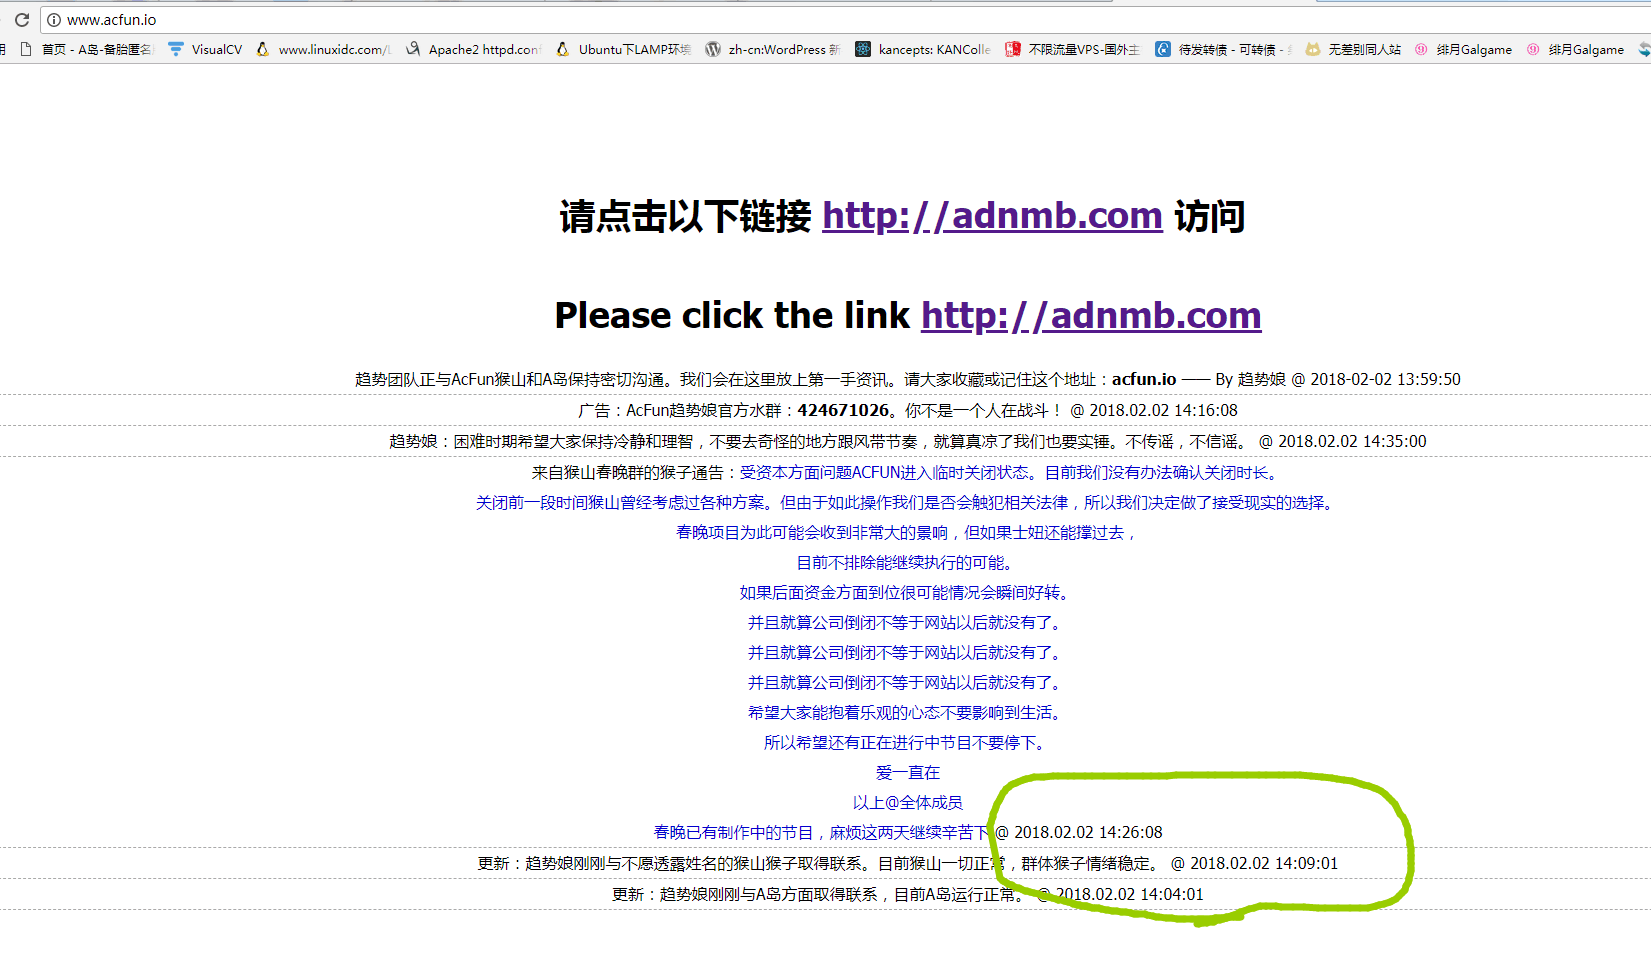 www.acfun.io
用 首页 - A岛-备胎匿名 VisualCV www.linuxidc.com/L Apache2 httpd.conf Ubuntu下LAMP环境 zh-cn:WordPress 新 kancepts: KANColle 不限流量VPS-国外主 待发转债 - 可转债 - 无差别同人站 绯月Galgame 绯月Galgame
请点击以下链接 http://adnmb.com 访问
Please click the link http://adnmb.com
趋势团队正与AcFun猴山和A岛保持密切沟通。我们会在这里放上第一手资讯。请大家收藏或记住这个地址：acfun.io —— By 趋势娘 @ 2018-02-02 13:59:50
广告：AcFun趋势娘官方水群：424671026。你不是一个人在战斗！ @ 2018.02.02 14:16:08
趋势娘：困难时期希望大家保持冷静和理智，不要去奇怪的地方跟风带节奏，就算真凉了我们也要实锤。不传谣，不信谣。 @ 2018.02.02 14:35:00
来自猴山春晚群的猴子通告：受资本方面问题ACFUN进入临时关闭状态。目前我们没有办法确认关闭时长。
关闭前一段时间猴山曾经考虑过各种方案。但由于如此操作我们是否会触犯相关法律，所以我们决定做了接受现实的选择。
春晚项目为此可能会收到非常大的景响，但如果士妞还能撑过去，
目前不排除能继续执行的可能。
如果后面资金方面到位很可能情况会瞬间好转。
并且就算公司倒闭不等于网站以后就没有了。
并且就算公司倒闭不等于网站以后就没有了。
并且就算公司倒闭不等于网站以后就没有了。
希望大家能抱着乐观的心态不要影响到生活。
所以希望还有正在进行中节目不要停下。
爱一直在
以上@全体成员
春晚已有制作中的节目，麻烦这两天继续辛苦下 @ 2018.02.02 14:26:08
更新：趋势娘刚刚与不愿透露姓名的猴山猴子取得联系。目前猴山一切正常，群体猴子情绪稳定。 @ 2018.02.02 14:09:01
更新：趋势娘刚刚与A岛方面取得联系，目前A岛运行正常。 @ 2018.02.02 14:04:01